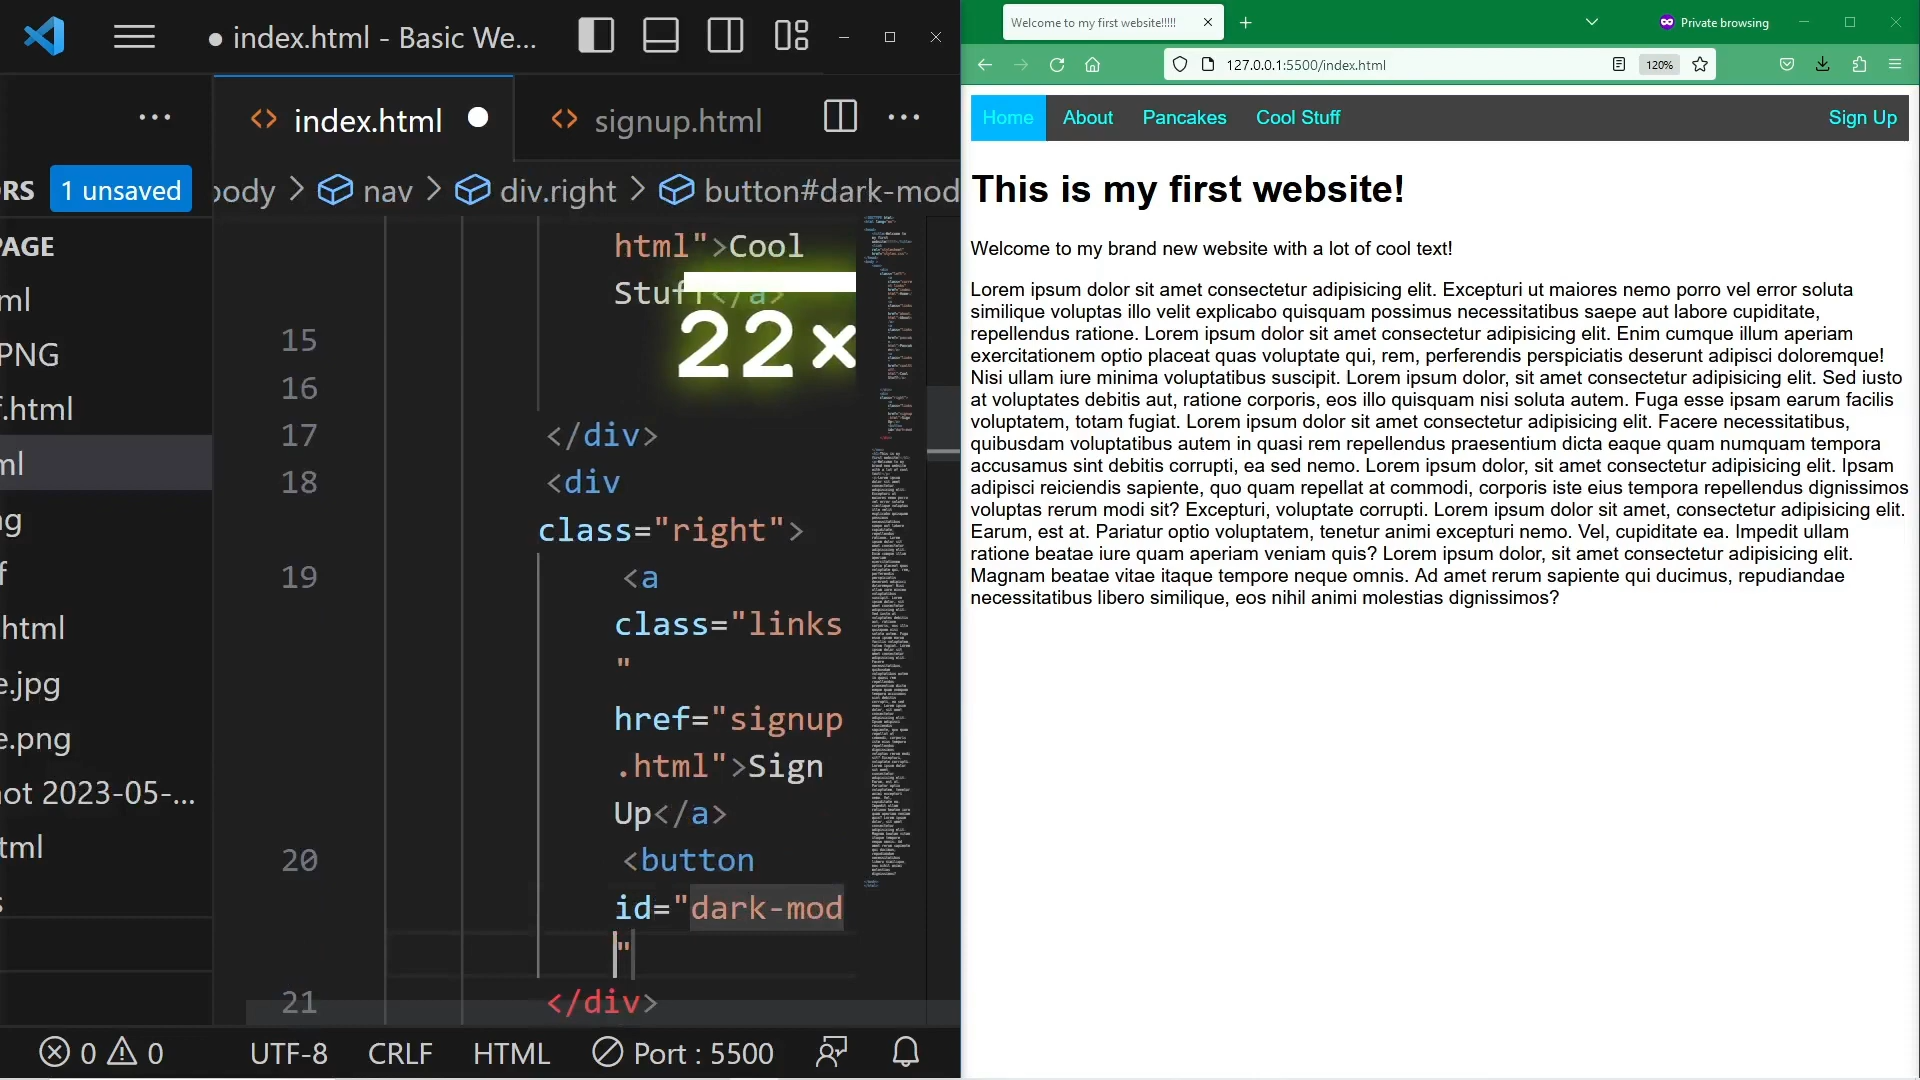 index.html - Basic We...
index.html
signup.html
RS
1 unsaved
body > nav > div.right > button#dark-mod
PAGE
ml
PNG
f.html
ml
ng
f
html
e.jpg
e.png
ot 2023-05-...
tml
s
html">Cool
Stuff</a>
22×
15
16
17 </div>
18 <div
class="right">
19 <a
class="links
"
href="signup
.html">Sign
Up</a>
20 <button
id="dark-mod
"
21 </div>
0 0 UTF-8 CRLF HTML Port : 5500
Welcome to my first website!!!!!
Private browsing
127.0.0.1:5500/index.html
120%
Home About Pancakes Cool Stuff Sign Up
This is my first website!
Welcome to my brand new website with a lot of cool text!
Lorem ipsum dolor sit amet consectetur adipisicing elit. Excepturi ut maiores nemo porro vel error soluta
similique voluptas illo velit explicabo quisquam possimus necessitatibus saepe aut labore cupiditate,
repellendus ratione. Lorem ipsum dolor sit amet consectetur adipisicing elit. Enim cumque illum aperiam
exercitationem optio placeat quas voluptate qui, rem, perferendis perspiciatis deserunt adipisci doloremque!
Nisi ullam iure minima voluptatibus suscipit. Lorem ipsum dolor, sit amet consectetur adipisicing elit. Sed iusto
at voluptates debitis aut, ratione corporis, eos illo quisquam nisi soluta autem. Fuga esse ipsam earum facilis
voluptatem, totam fugiat. Lorem ipsum dolor sit amet consectetur adipisicing elit. Facere necessitatibus,
quibusdam voluptatibus autem in quasi rem repellendus praesentium dicta eaque quam numquam tempora
accusamus sint debitis corrupti, ea sed nemo. Lorem ipsum dolor, sit amet consectetur adipisicing elit. Ipsam
adipisci reiciendis sapiente, quo quam repellat at commodi, corporis iste eius tempora repellendus dignissimos
voluptas rerum modi sit? Excepturi, voluptate corrupti. Lorem ipsum dolor sit amet, consectetur adipisicing elit.
Earum, est at. Pariatur optio voluptatem, tenetur animi excepturi nemo. Vel, cupiditate ea. Impedit ullam
ratione beatae iure quam aperiam veniam quis? Lorem ipsum dolor, sit amet consectetur adipisicing elit.
Magnam beatae vitae itaque tempore neque omnis. Ad amet rerum sapiente qui ducimus, repudiandae
necessitatibus libero similique, eos nihil animi molestias dignissimos?